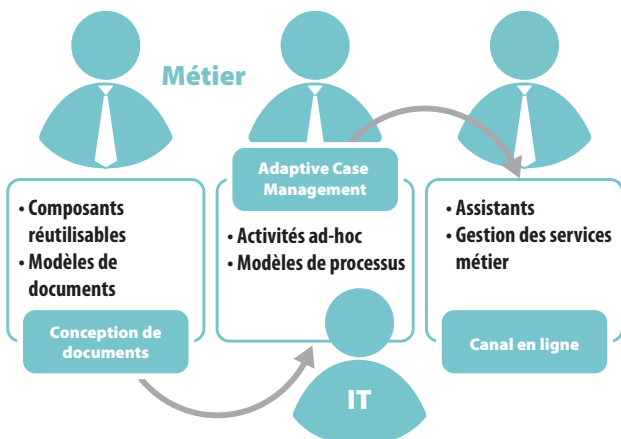 Métier
• Composants
réutilisables
• Modèles de
documents
Conception de
documents
Adaptive Case
Management
• Activités ad-hoc
• Modèles de processus
IT
• Assistants
• Gestion des services
métier
Canal en ligne